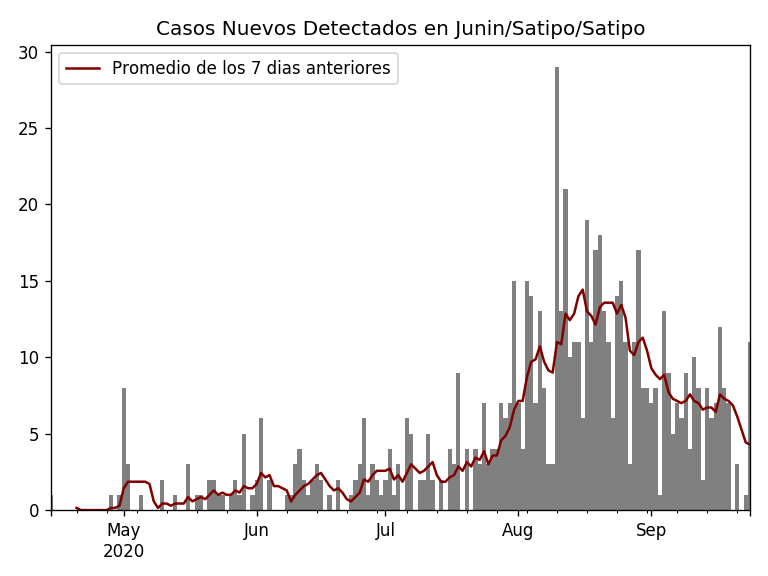 Casos Nuevos Detectados en Junin/Satipo/Satipo
Promedio de los 7 dias anteriores
30
25
20
15
10
5
0
May Jun Jul Aug Sep
2020